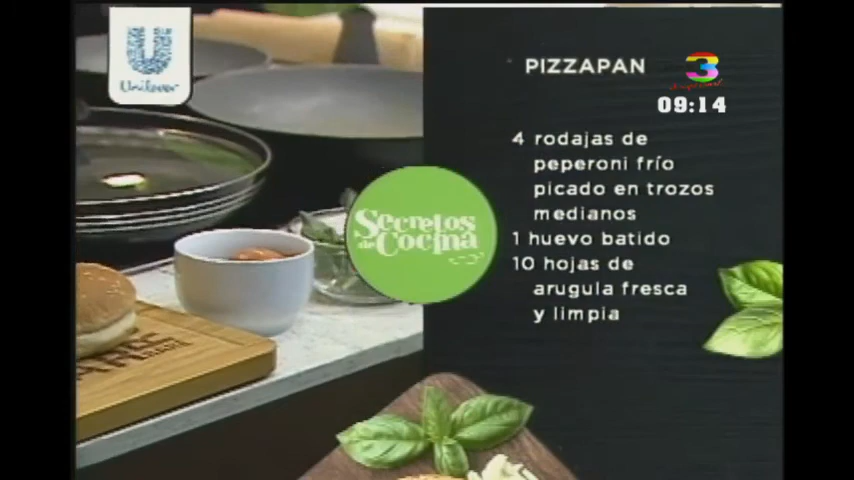 Unilever
PIZZAPAN
3
09:14
4 rodajas de
peperoni frío
picado en trozos
medianos
1 huevo batido
10 hojas de
arugula fresca
y limpia
Secretos
de Cocina